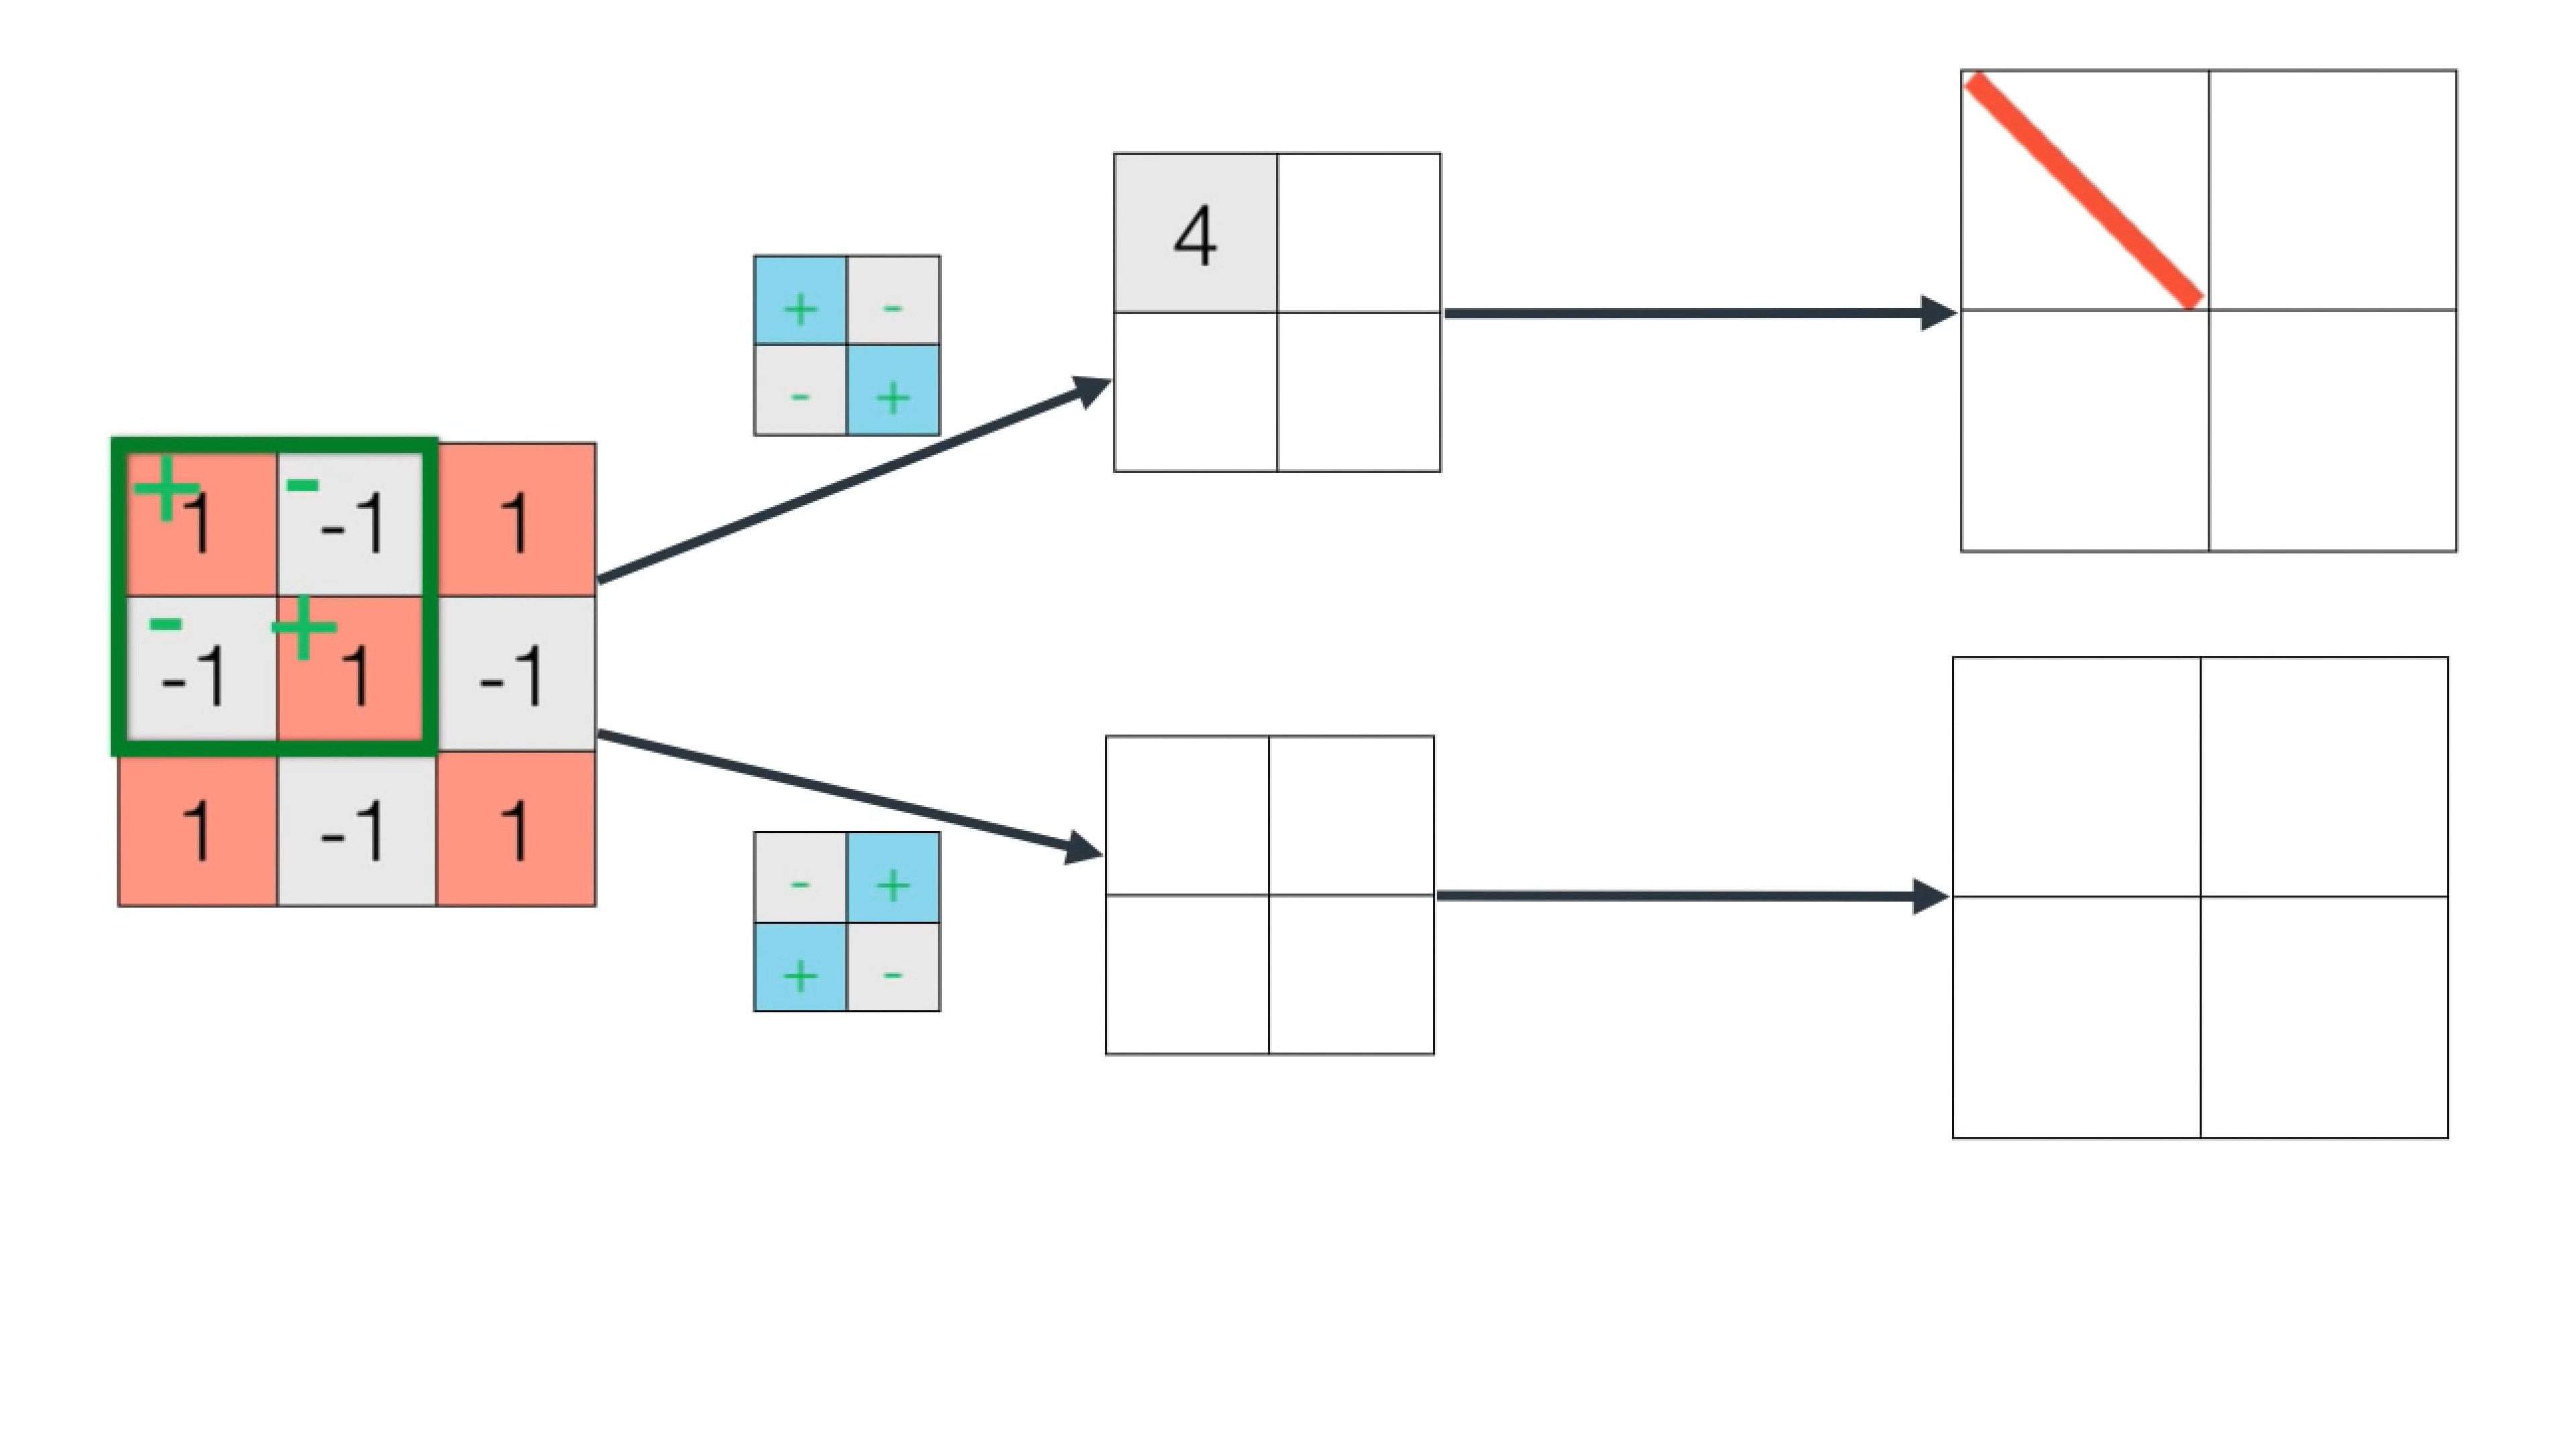 + -
4
- +
+1 - -1 1
- -1 +1 -1
1 -1 1
- +
+ -